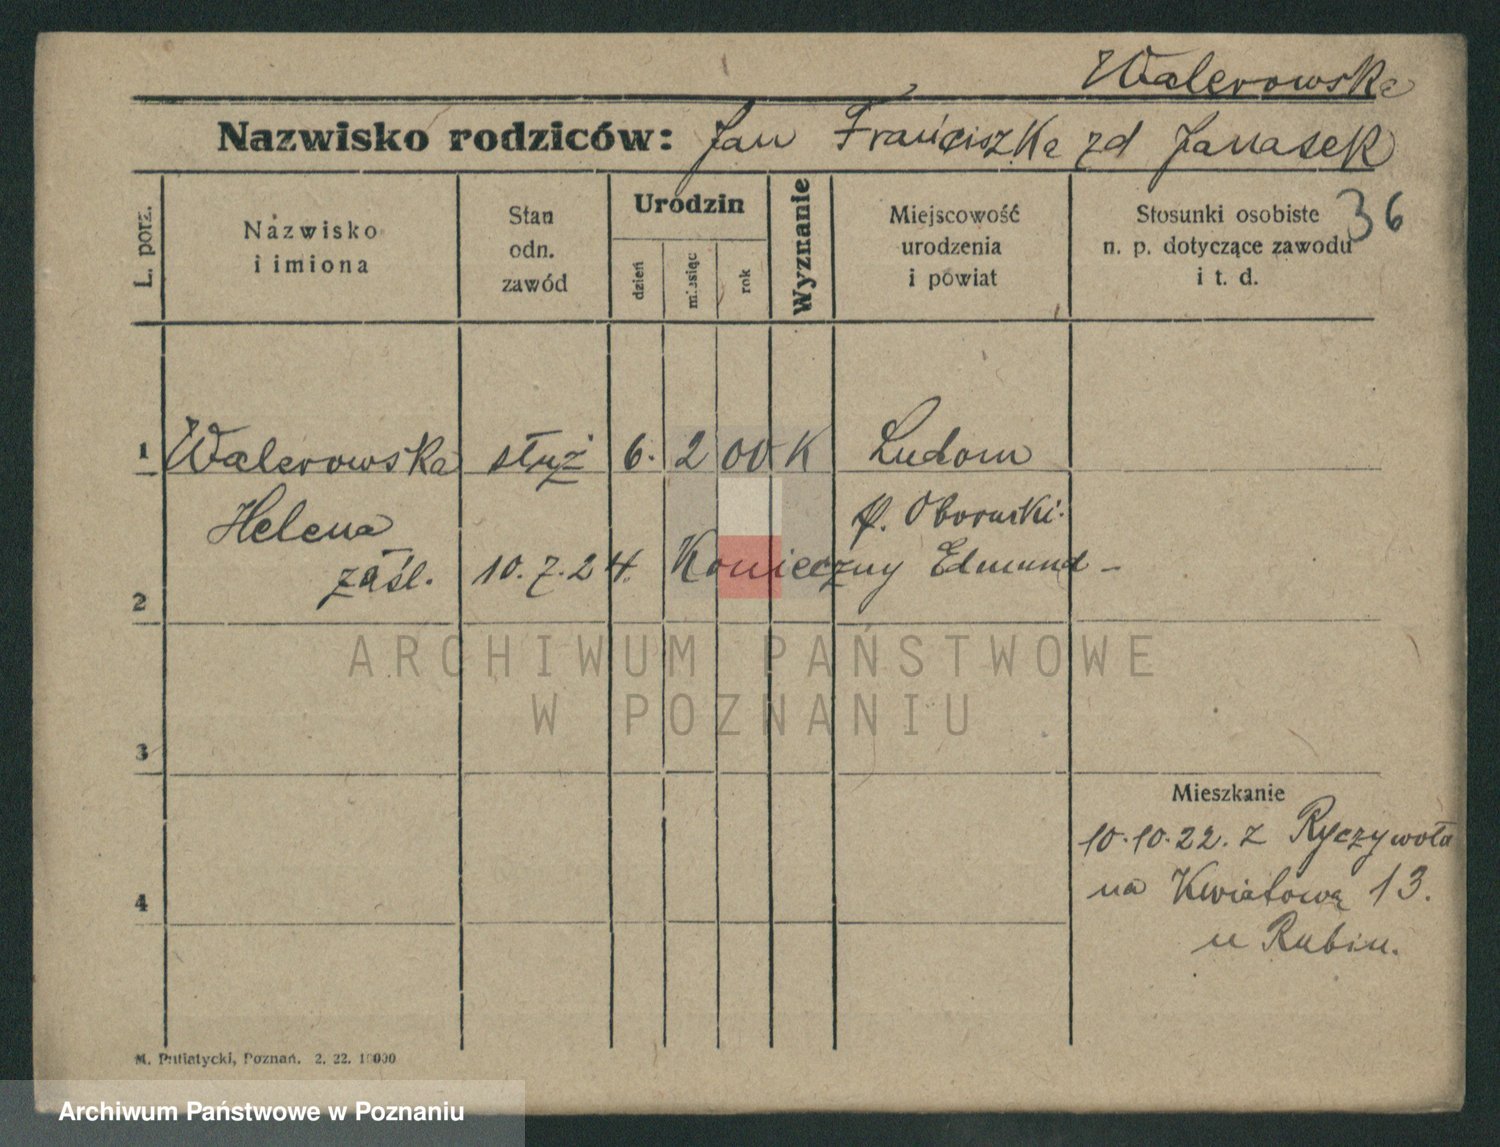 Walerowska
Nazwisko rodziców: Jan Franciszka zd Janasek
36
L. porz.
Nazwisko
i imiona
Stan
odn.
zawód
Urodzin
dzień
miesiąc
rok
Wyznanie
Miejscowość
urodzenia
i powiat
Stosunki osobiste
n. p. dotyczące zawodu
i t. d.
1 Walerowska służ 6. 2 00 K Ludom
Helena p. Obornski.
2 zaśl. 10.7.24. Konieczny Edmund –
ARCHIWUM PAŃSTWOWE
W POZNANIU
3
Mieszkanie
10.10.22. z Ryczywoła
4 na Kwiatową 13.
u Rubin.
M. Putiatycki, Poznań. 2. 22. 10000
Archiwum Państwowe w Poznaniu